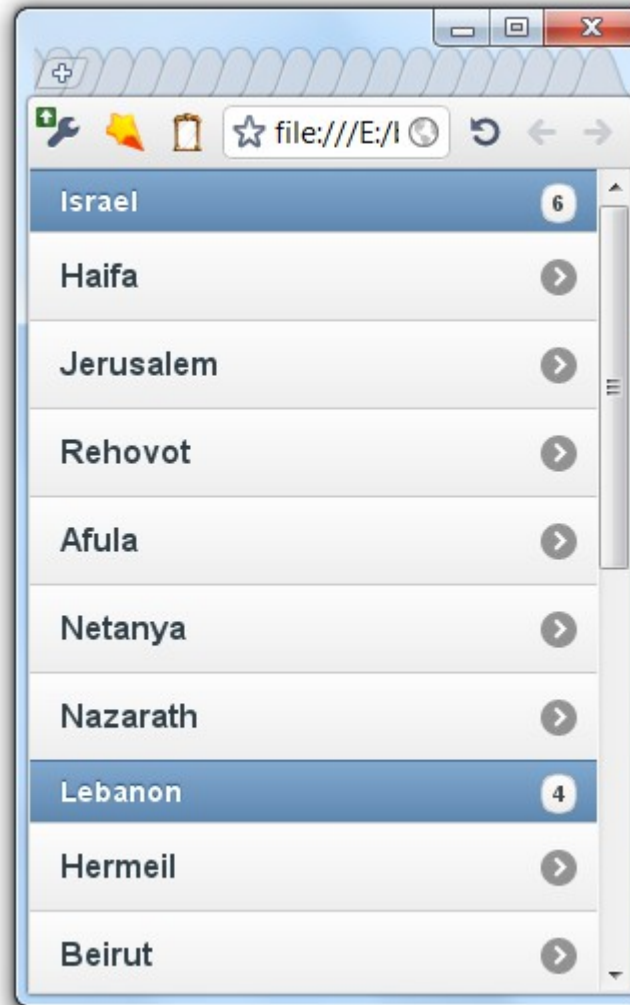 file:///E:/
Israel 6
Haifa
Jerusalem
Rehovot
Afula
Netanya
Nazarath
Lebanon 4
Hermeil
Beirut